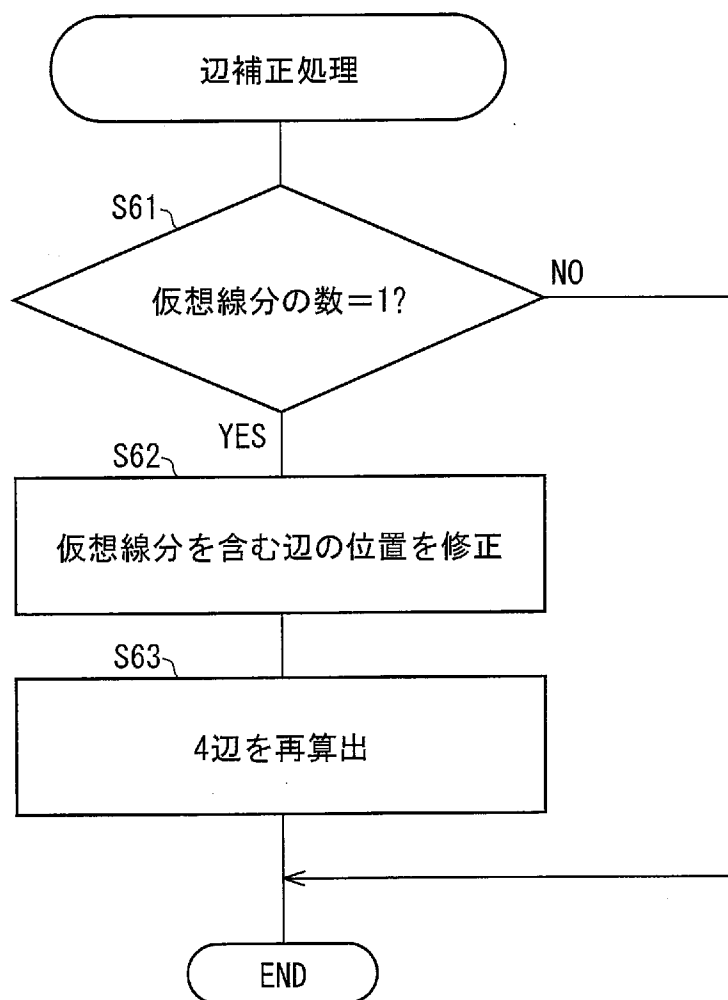 辺補正処理
S61
仮想線分の数=1?
NO
YES
S62
仮想線分を含む辺の位置を修正
S63
4辺を再算出
END